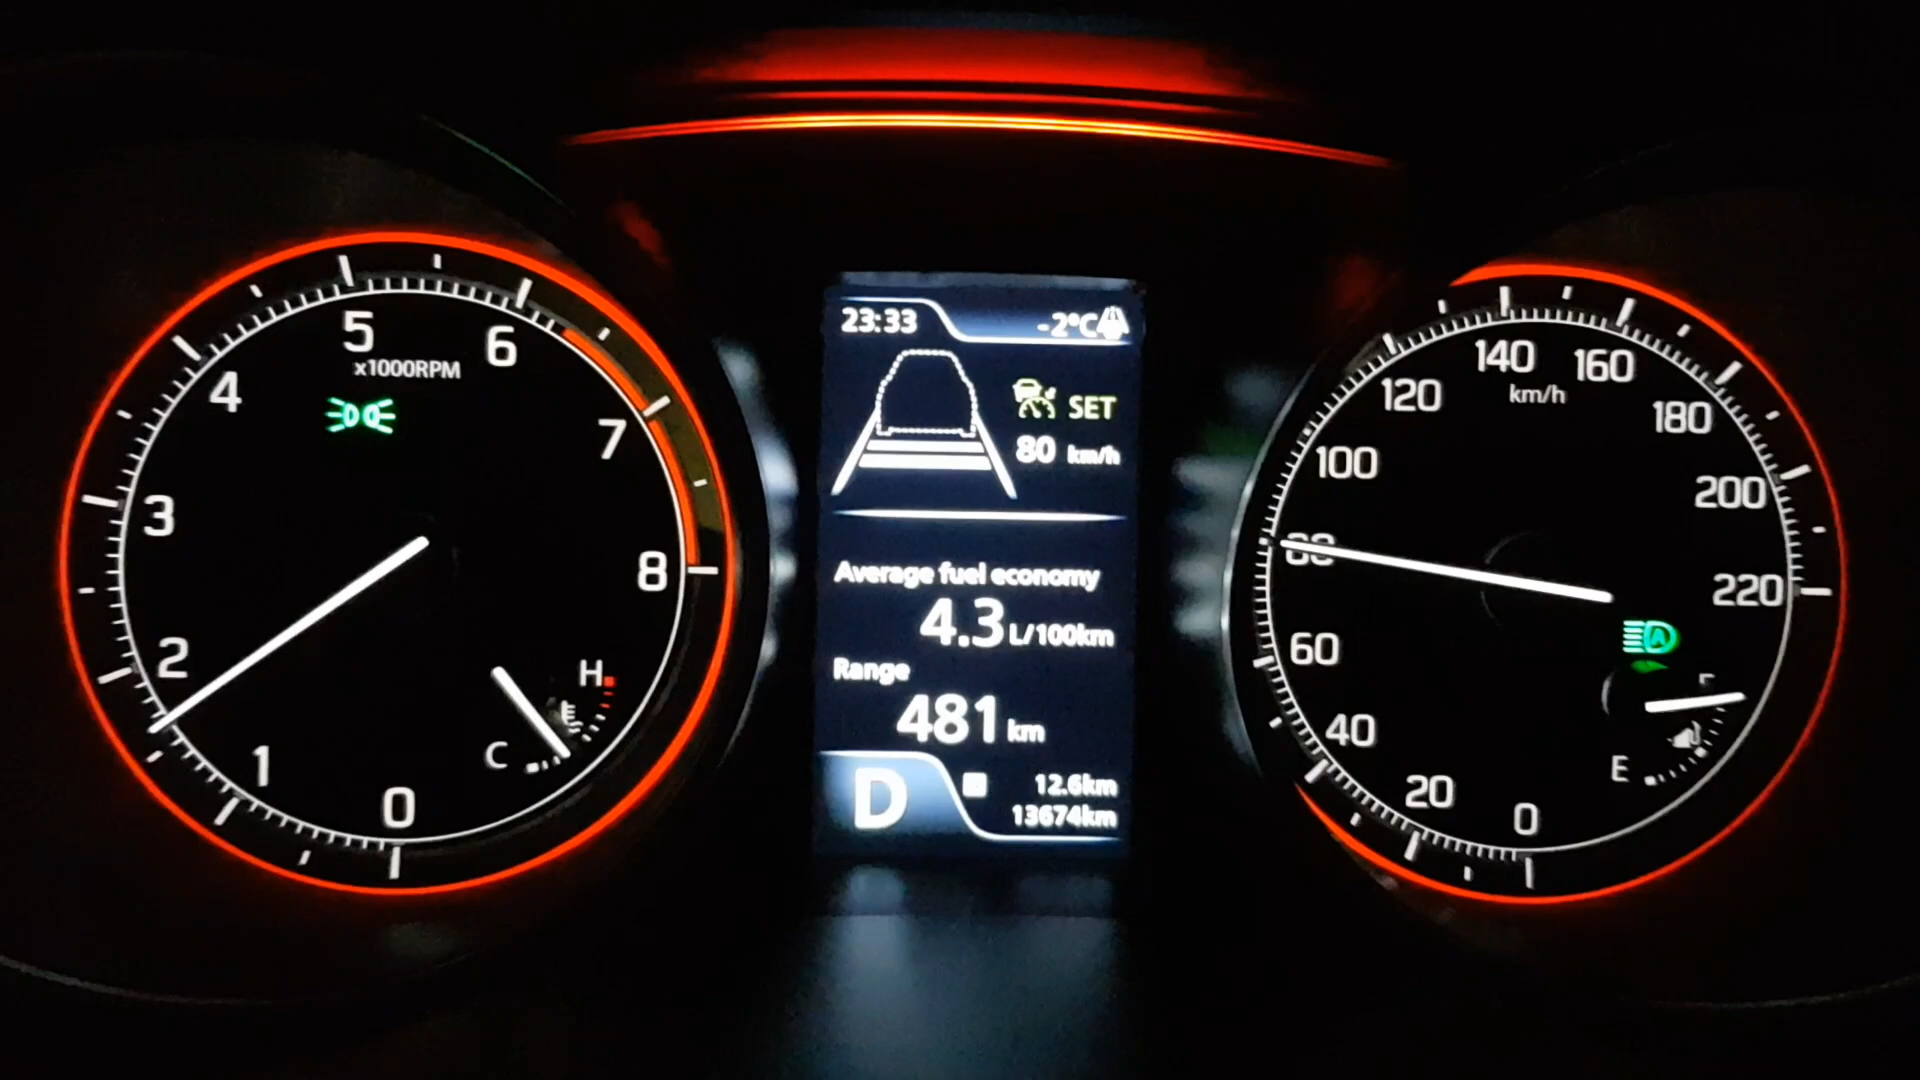 5
6
x1000RPM
4
7
3
8
2
H
C
1
0
23:33
-2°C
SET
80 km/h
Average fuel economy
4.3 L/100km
Range
481 km
D
12.6km
13674km
140
160
km/h
120
180
100
200
80
220
A
60
40
E
20
0